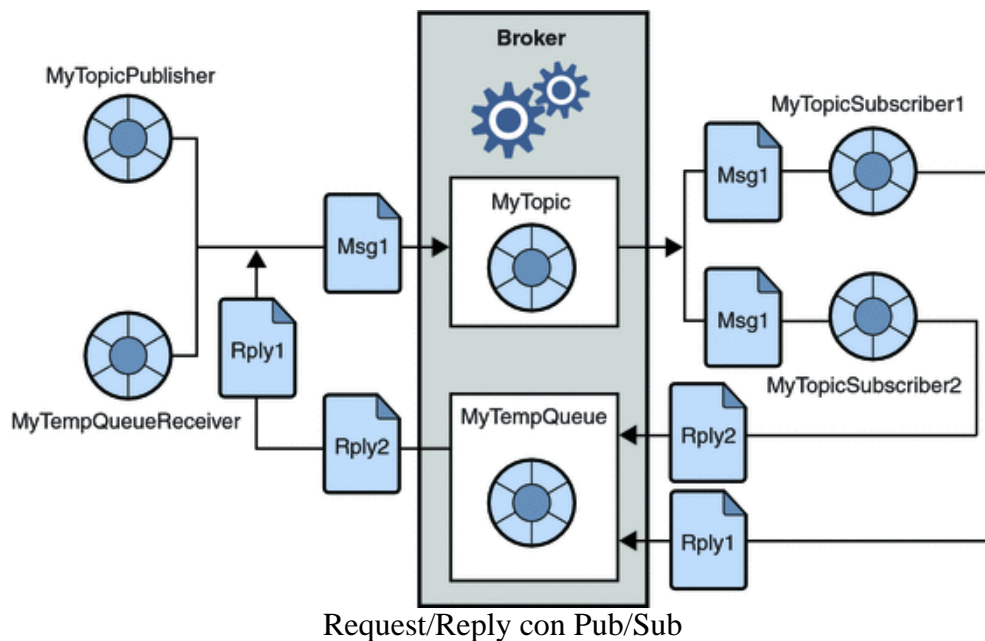 Broker
MyTopicPublisher
MyTopicSubscriber1
Msg1
MyTopic
Msg1
Msg1
Rply1
MyTopicSubscriber2
MyTempQueueReceiver
MyTempQueue
Rply2
Rply2
Rply1
Request/Reply con Pub/Sub